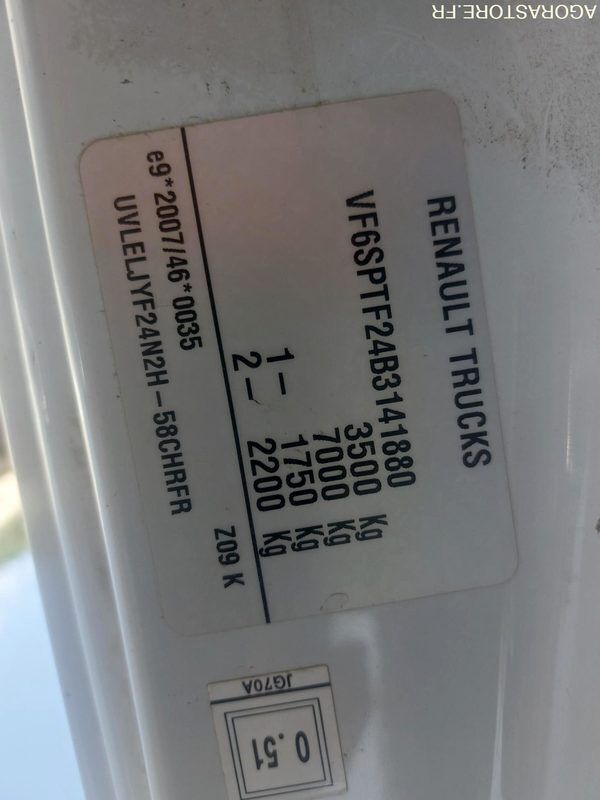 RENAULT TRUCKS
VF6SPTF24B3141880
3500 Kg
7000 Kg
1- 1750 Kg
2- 2200 Kg
Z09 K
e9*2007/46*0035
UVLELJYF24N2H-58CHRFR
JG70A
0.51
AGORASTORE.FR